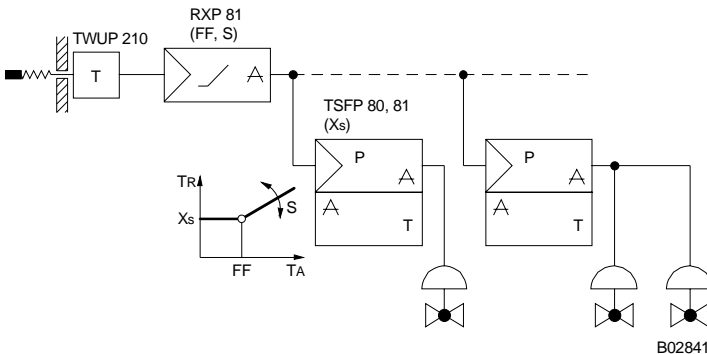 RXP 81
(FF, S)
TWUP 210
T
A
TSFP 80, 81
(Xs)
P
A
A
T
P
A
A
T
TR
Xs
S
FF
TA
B02841